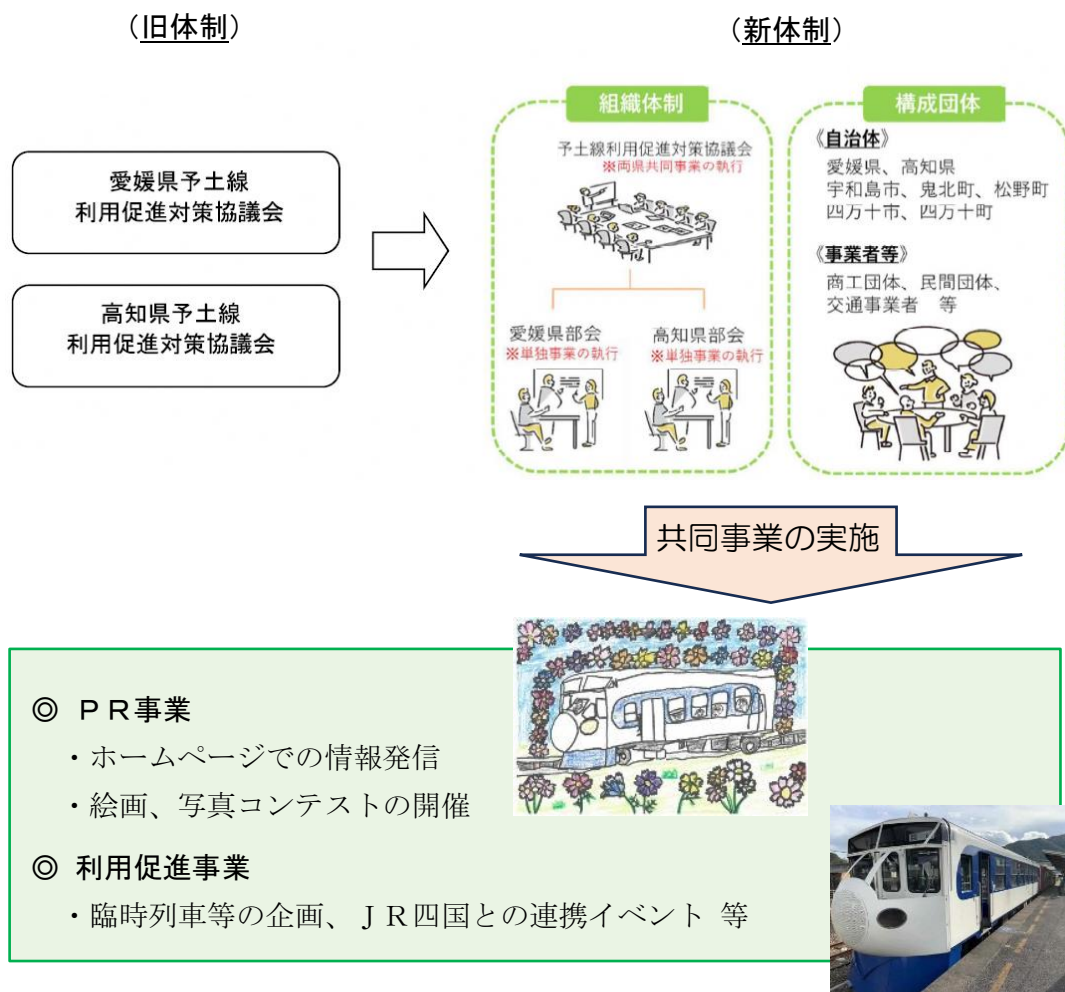 （旧体制）
愛媛県予土線
利用促進対策協議会
高知県予土線
利用促進対策協議会
（新体制）
組織体制
予土線利用促進対策協議会
※両県共同事業の執行
愛媛県部会
※単独事業の執行
高知県部会
※単独事業の執行
構成団体
《自治体》
愛媛県、高知県
宇和島市、鬼北町、松野町
四万十市、四万十町
《事業者等》
商工団体、民間団体、
交通事業者　等
共同事業の実施
◎ ＰＲ事業
・ホームページでの情報発信
・絵画、写真コンテストの開催
◎ 利用促進事業
・臨時列車等の企画、ＪＲ四国との連携イベント 等